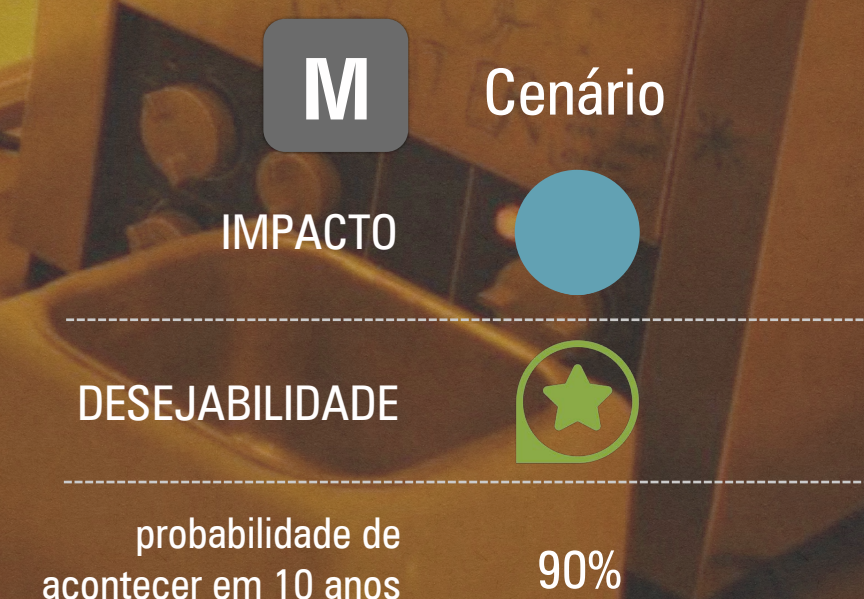 M Cenário
IMPACTO
DESEJABILIDADE
probabilidade de
acontecer em 10 anos
90%